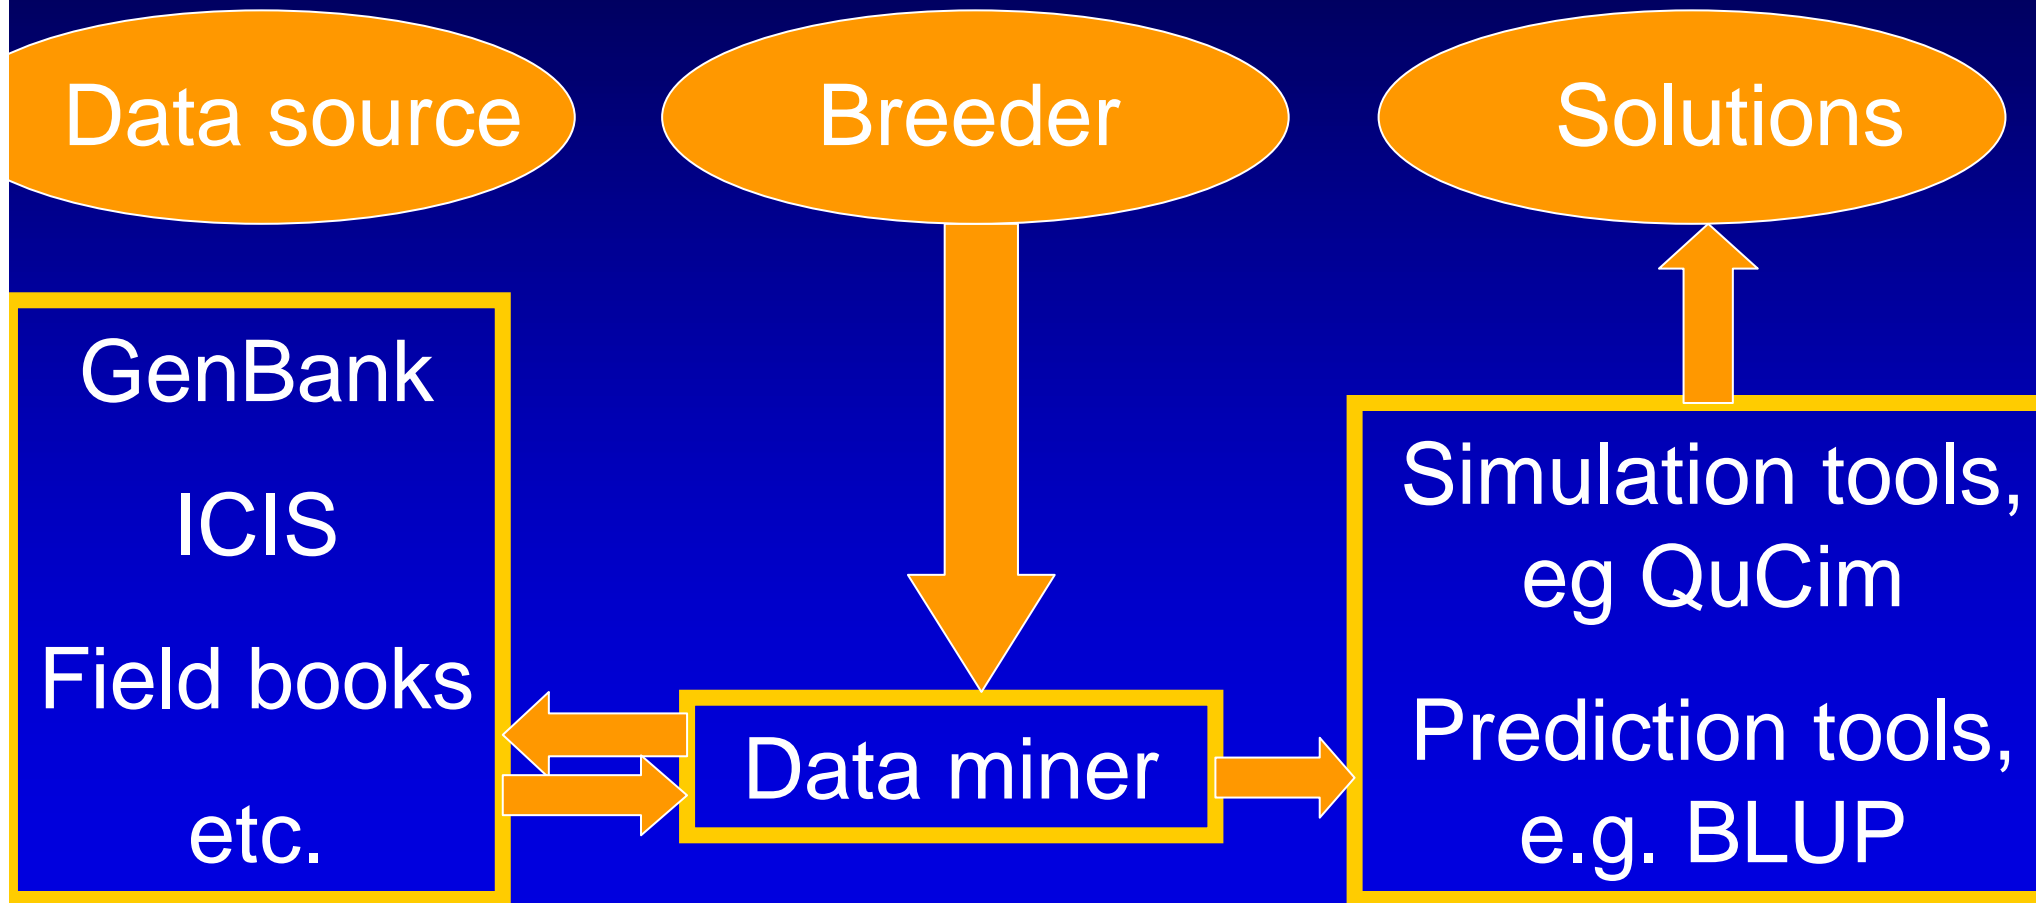 Data source
Breeder
Solutions
GenBank
ICIS
Field books
etc.
Data miner
Simulation tools,
eg QuCim
Prediction tools,
e.g. BLUP